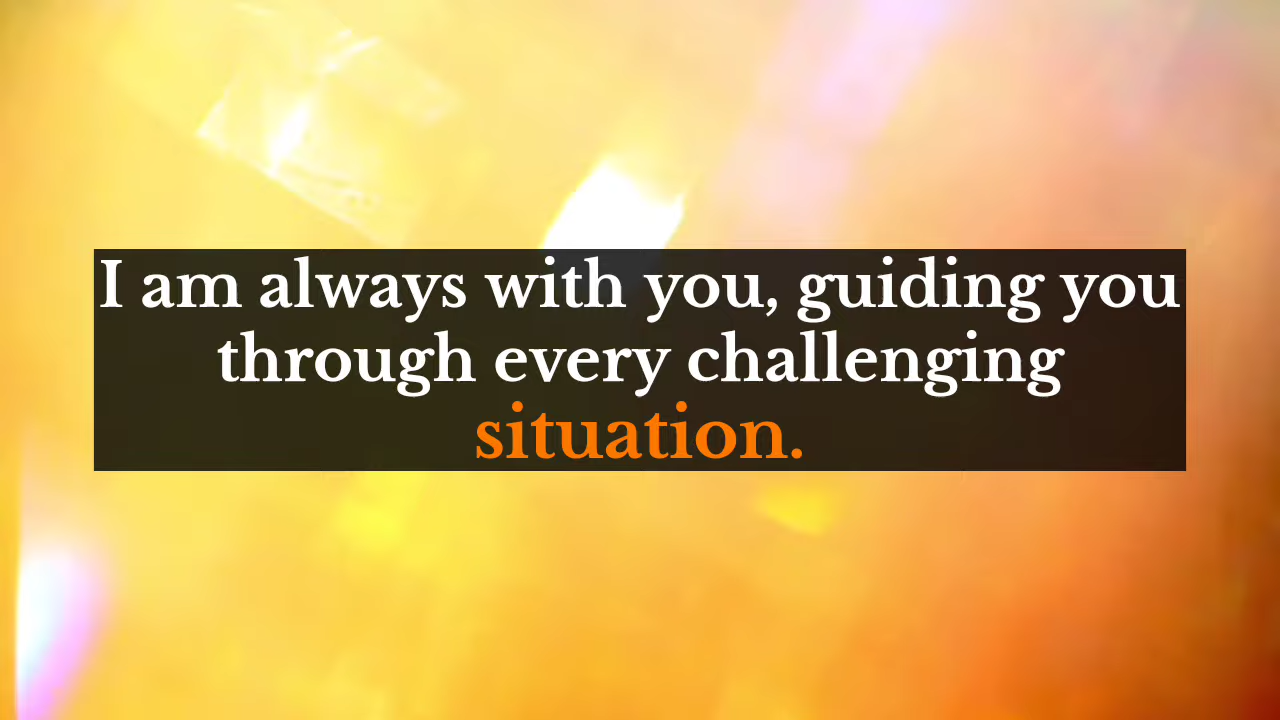 I am always with you, guiding you
through every challenging
situation.